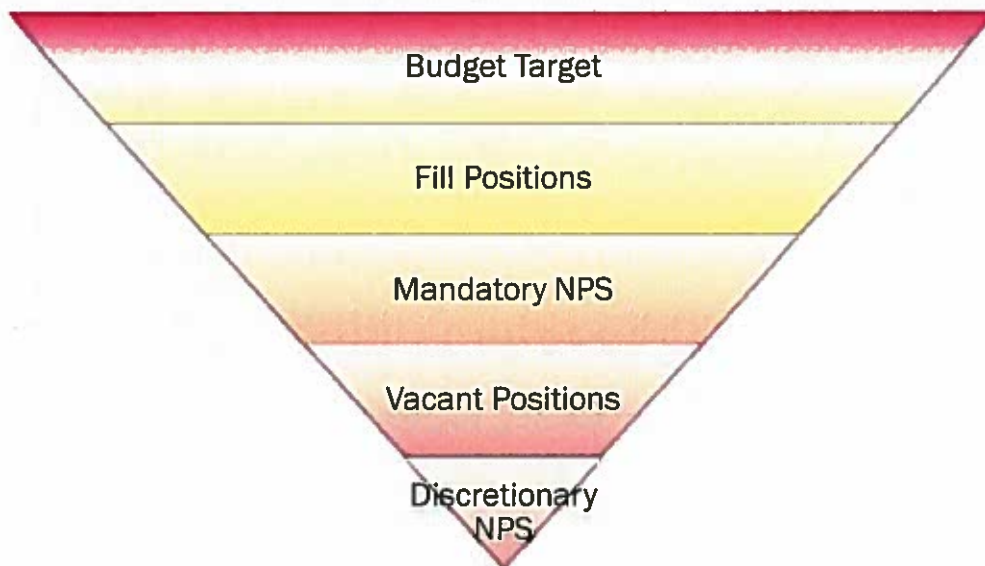 Budget Target
Fill Positions
Mandatory NPS
Vacant Positions
Discretionary
NPS